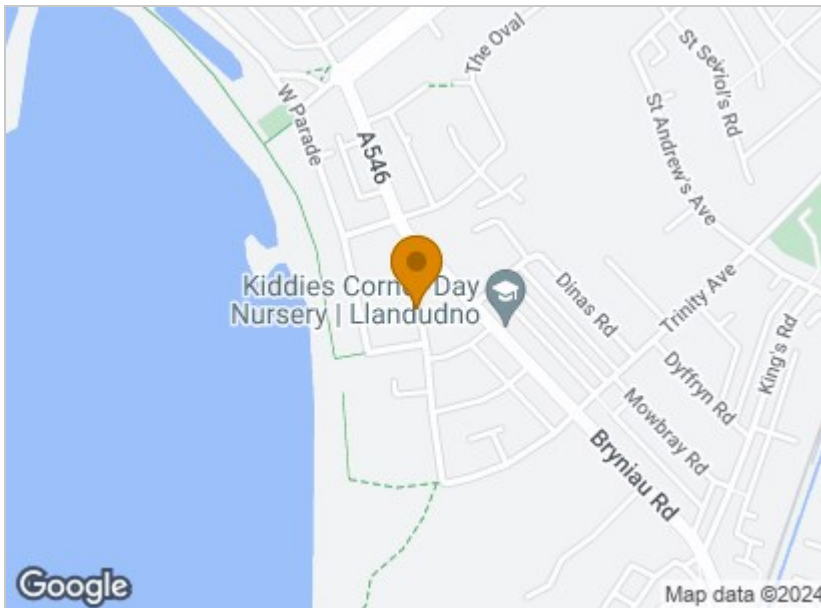 The Oval
St Seiriol's Rd
W Parade
A546
St Andrew's Ave
Kiddies Corner Day
Nursery | Llandudno
Dinas Rd
Trinity Ave
King's Rd
Dyffryn Rd
Mowbray Rd
Bryniau Rd
Google
Map data ©2024